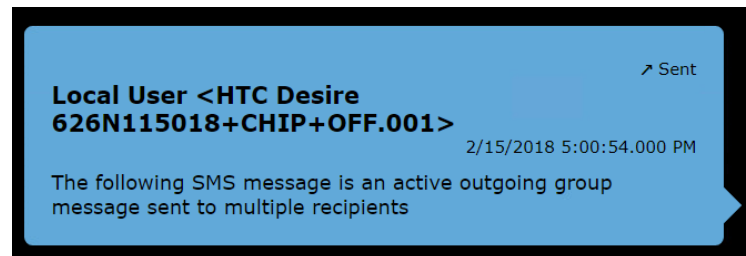 ↗ Sent
Local User <HTC Desire
626N115018+CHIP+OFF.001>
2/15/2018 5:00:54.000 PM
The following SMS message is an active outgoing group
message sent to multiple recipients